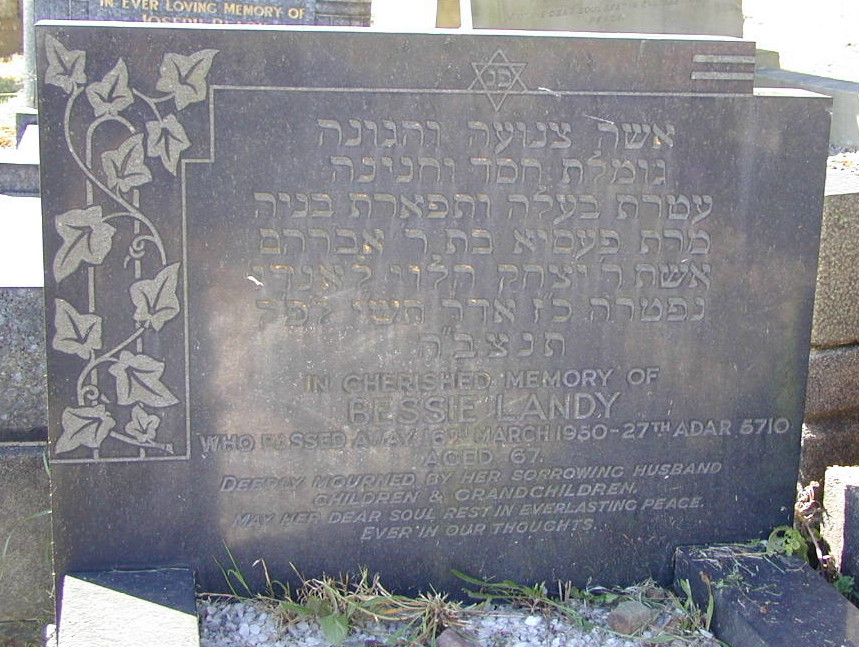 IN EVER LOVING MEMORY OF
פ נ
אשה צנועה והגונה
גומלת חסד וחנינה
עטרת בעלה ותפארת בניה
מרת פעסיא בת ר אברהם
אשת ר יצחק הלוי לאנדי
נפטרה כ״ז אדר תשי לפ״ק
תנצב״ה
IN CHERISHED MEMORY OF
BESSIE LANDY
WHO PASSED AWAY 16TH MARCH 1950-27TH ADAR 5710
AGED 67.
DEEPLY MOURNED BY HER SORROWING HUSBAND
CHILDREN & GRANDCHILDREN.
MAY HER DEAR SOUL REST IN EVERLASTING PEACE.
EVER IN OUR THOUGHTS.